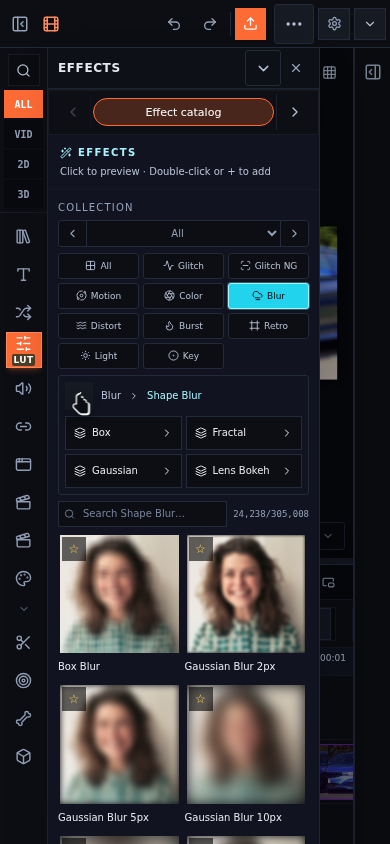 EFFECTS
Effect catalog
ALL
VID
2D
3D
EFFECTS
Click to preview · Double-click or + to add
COLLECTION
All
All
Glitch
Glitch NG
Motion
Color
Blur
Distort
Burst
Retro
Light
Key
LUT
Blur
Shape Blur
Box
Fractal
Gaussian
Lens Bokeh
Search Shape Blur...
24,238/305,008
Box Blur
Gaussian Blur 2px
00:01
Gaussian Blur 5px
Gaussian Blur 10px